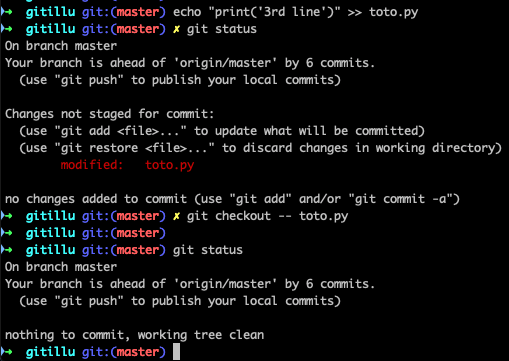 ➜  gitillu git:(master) echo "print('3rd line')" >> toto.py
➜  gitillu git:(master) ✗ git status
On branch master
Your branch is ahead of 'origin/master' by 6 commits.
  (use "git push" to publish your local commits)

Changes not staged for commit:
  (use "git add <file>..." to update what will be committed)
  (use "git restore <file>..." to discard changes in working directory)
        modified:   toto.py

no changes added to commit (use "git add" and/or "git commit -a")
➜  gitillu git:(master) ✗ git checkout -- toto.py
➜  gitillu git:(master)
➜  gitillu git:(master) git status
On branch master
Your branch is ahead of 'origin/master' by 6 commits.
  (use "git push" to publish your local commits)

nothing to commit, working tree clean
➜  gitillu git:(master)